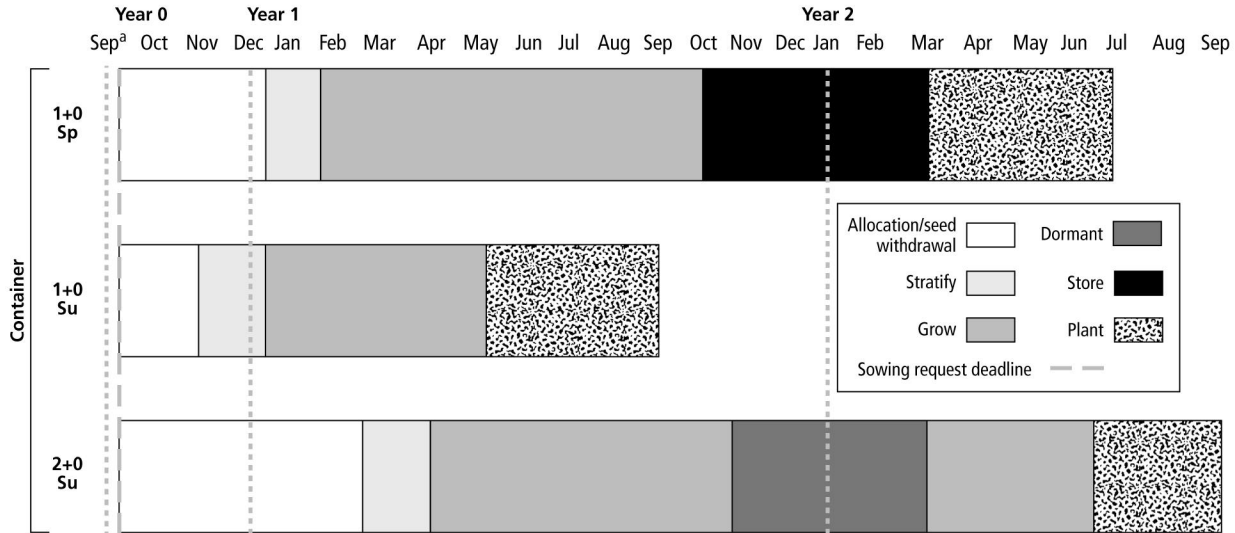 Year 0 Year 1 Year 2
Sepa Oct Nov Dec Jan Feb Mar Apr May Jun Jul Aug Sep Oct Nov Dec Jan Feb Mar Apr May Jun Jul Aug Sep
Container
1+0
Sp
1+0
Su
2+0
Su
Allocation/seed
withdrawal
Dormant
Stratify
Store
Grow
Plant
Sowing request deadline